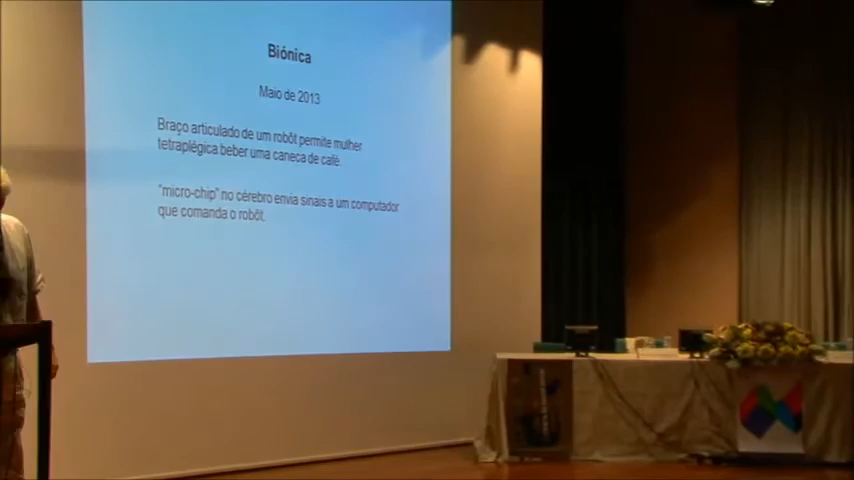 Biónica
Maio de 2013
Braço articulado de um robôt permite mulher
tetraplégica beber uma caneca de café.
"micro-chip" no cérebro envia sinais a um computador
que comanda o robôt.